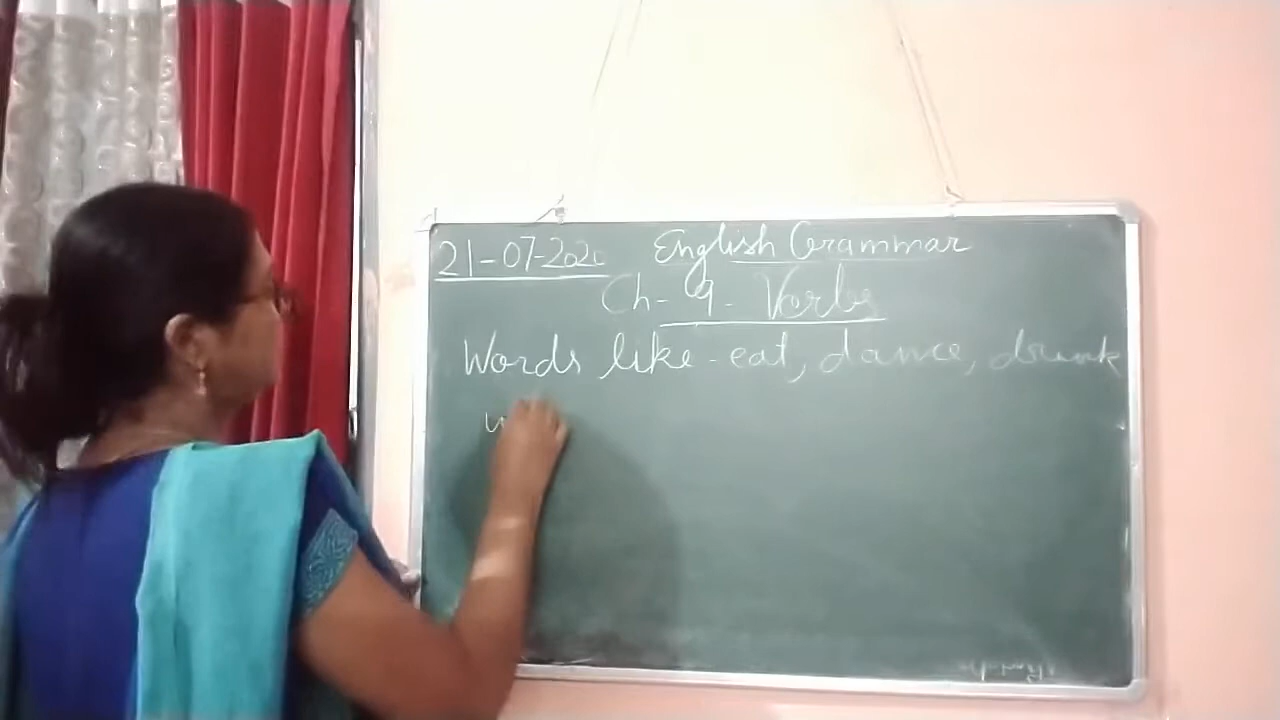 21-07-2020 English Grammar
Ch-9-Verbs
Words like-eat, dance, drink
w